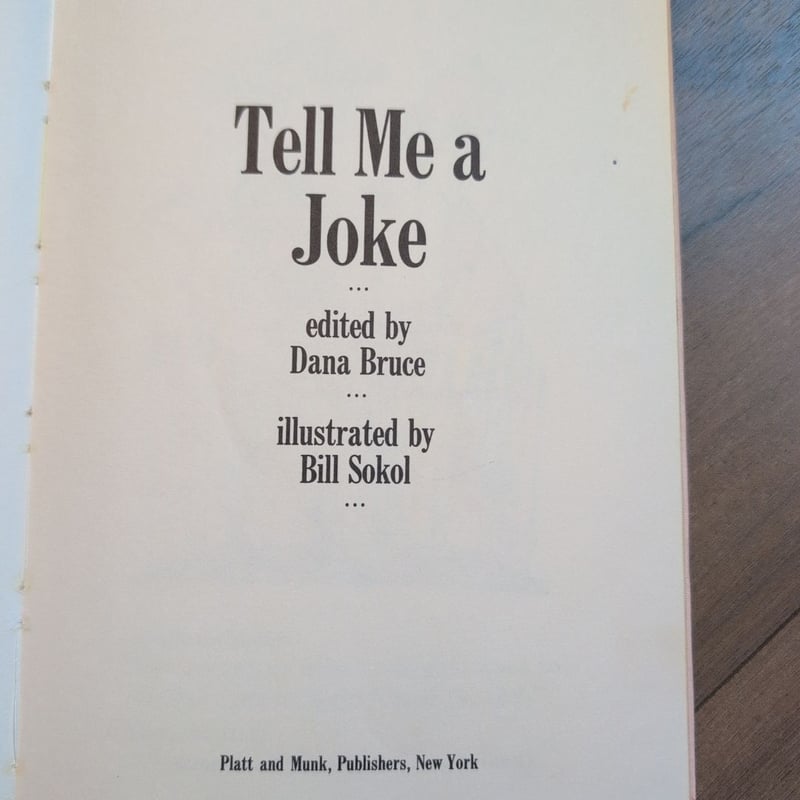 Tell Me a
Joke
...
edited by
Dana Bruce
...
illustrated by
Bill Sokol
...
Platt and Munk, Publishers, New York